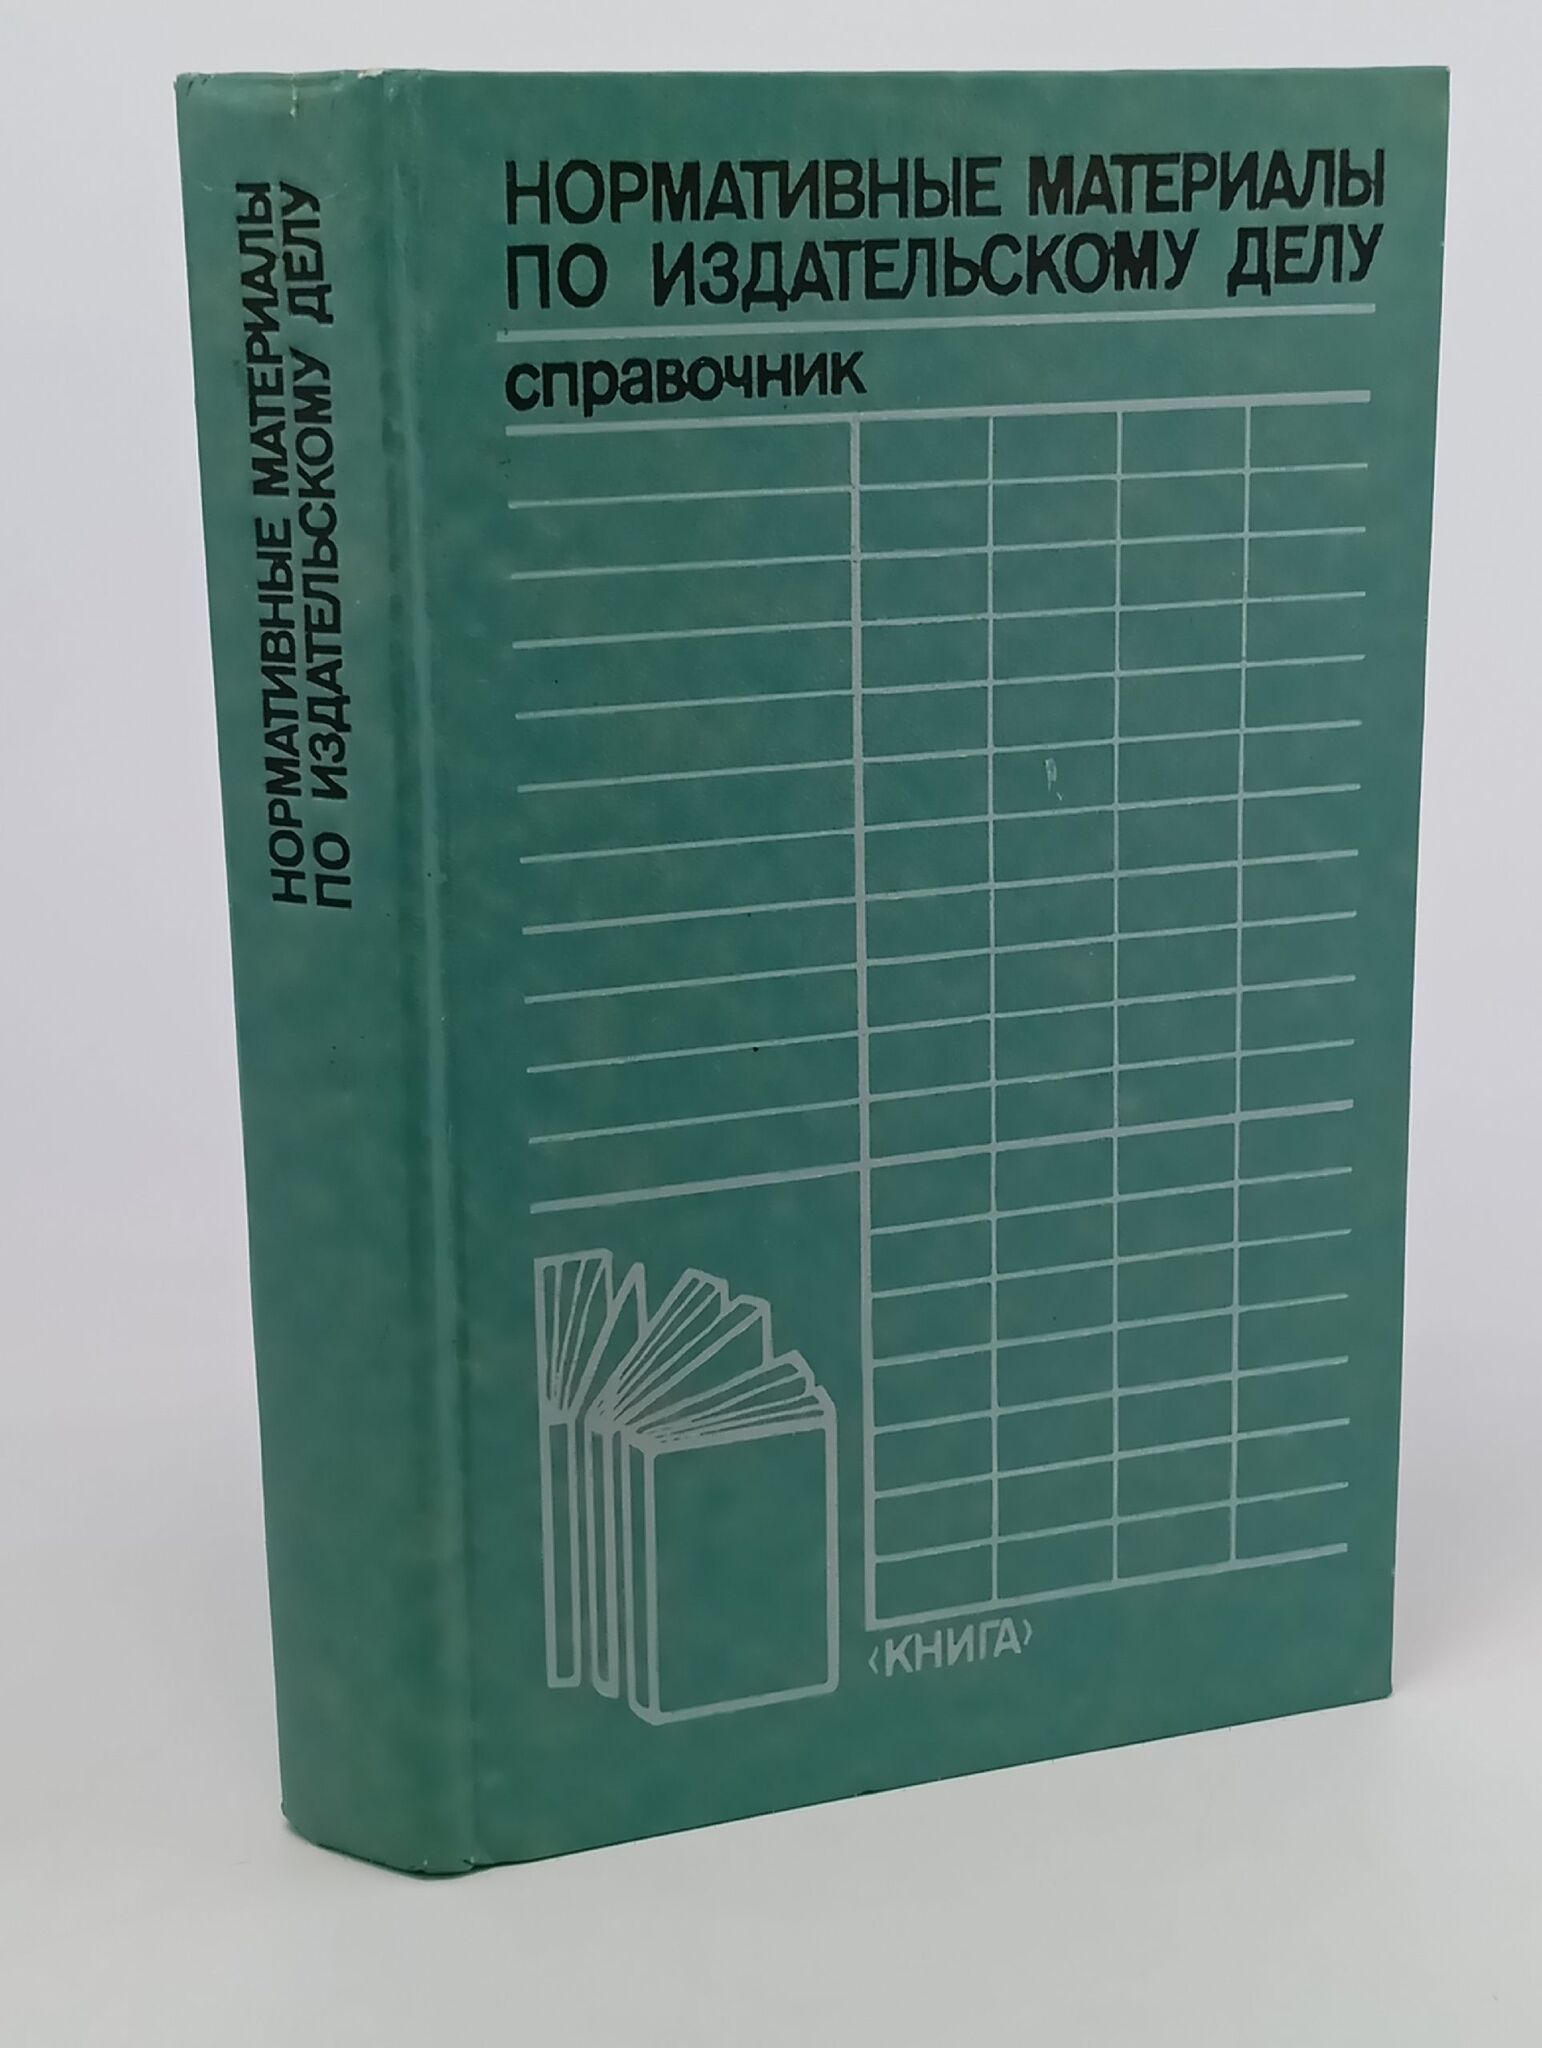 НОРМАТИВНЫЕ МАТЕРИАЛЫ
ПО ИЗДАТЕЛЬСКОМУ ДЕЛУ
НОРМАТИВНЫЕ МАТЕРИАЛЫ
ПО ИЗДАТЕЛЬСКОМУ ДЕЛУ
справочник
‹КНИГА›